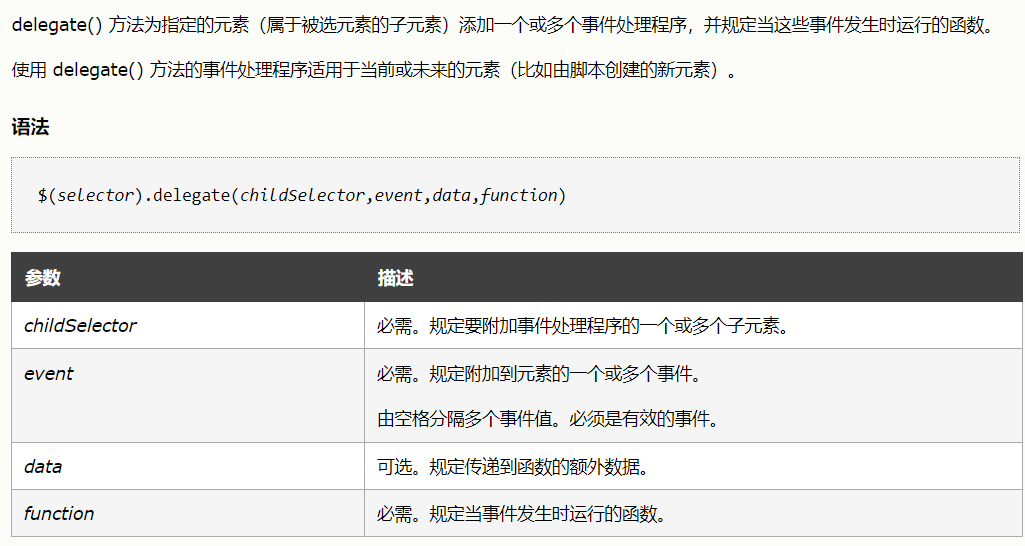 delegate() 方法为指定的元素（属于被选元素的子元素）添加一个或多个事件处理程序，并规定当这些事件发生时运行的函数。
使用 delegate() 方法的事件处理程序适用于当前或未来的元素（比如由脚本创建的新元素）。
语法
$(selector).delegate(childSelector,event,data,function)
参数 描述
childSelector 必需。规定要附加事件处理程序的一个或多个子元素。
event 必需。规定附加到元素的一个或多个事件。
由空格分隔多个事件值。必须是有效的事件。
data 可选。规定传递到函数的额外数据。
function 必需。规定当事件发生时运行的函数。